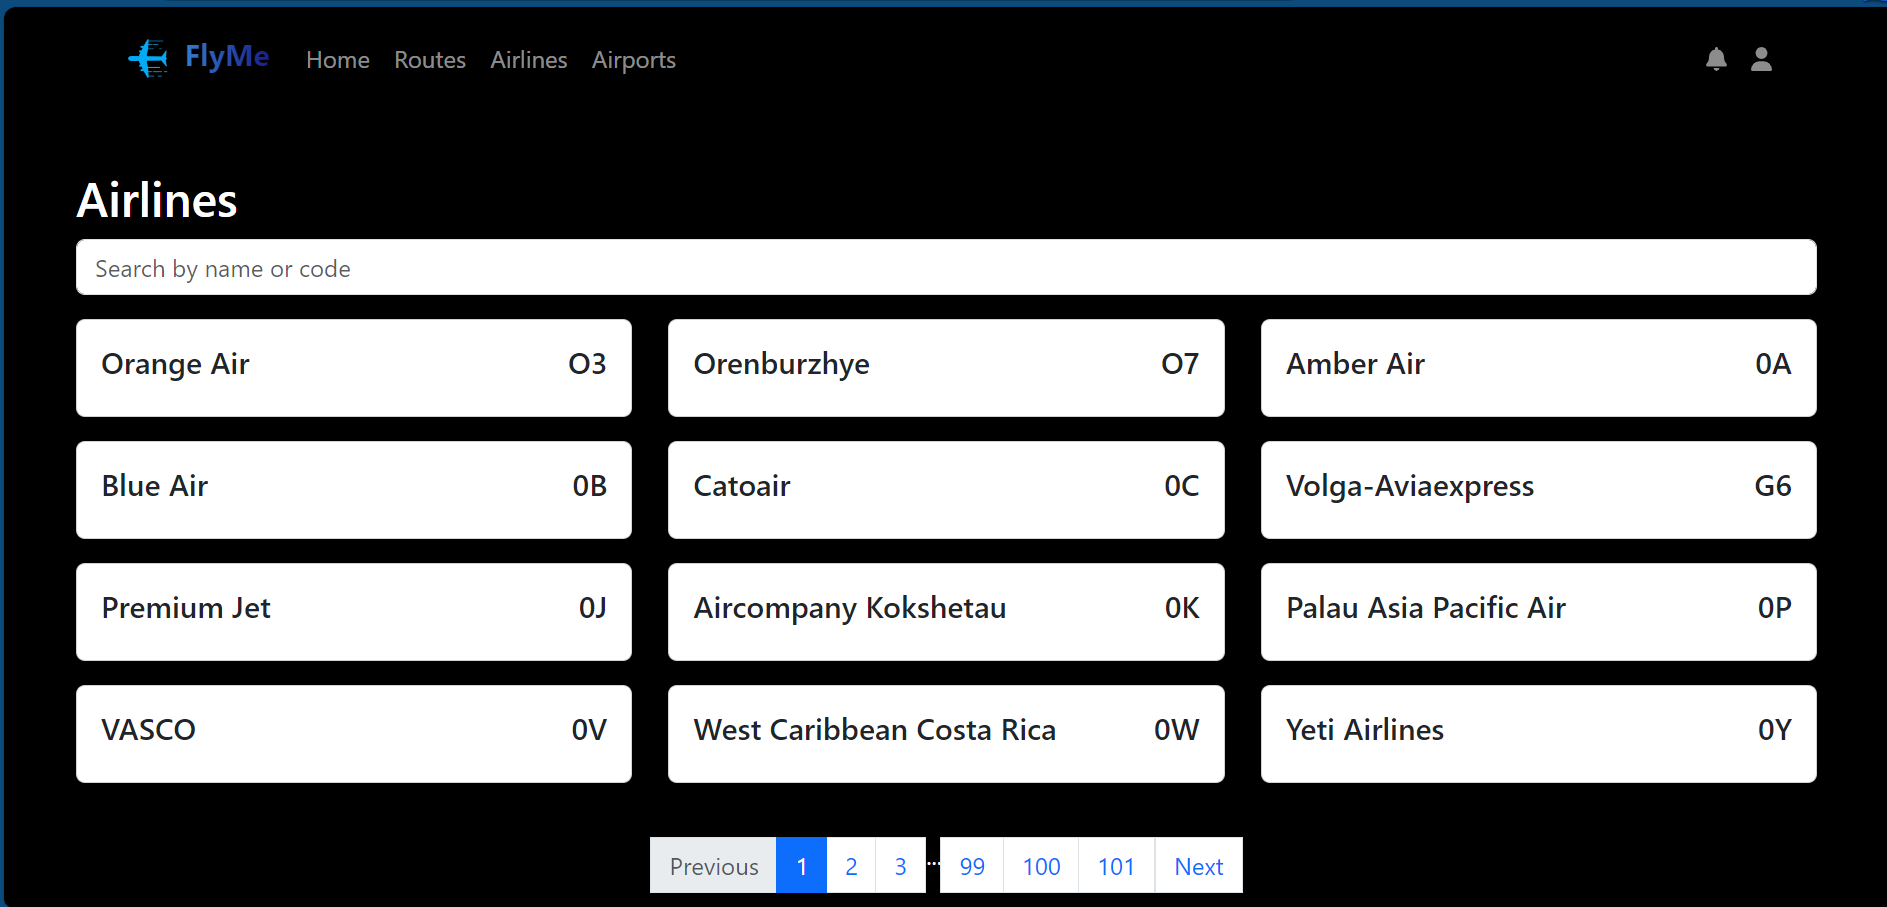 FlyMe Home Routes Airlines Airports
Airlines
Search by name or code
Orange Air O3 Orenburzhye O7 Amber Air 0A
Blue Air 0B Catoair 0C Volga-Aviaexpress G6
Premium Jet 0J Aircompany Kokshetau 0K Palau Asia Pacific Air 0P
VASCO 0V West Caribbean Costa Rica 0W Yeti Airlines 0Y
Previous 1 2 3 ... 99 100 101 Next